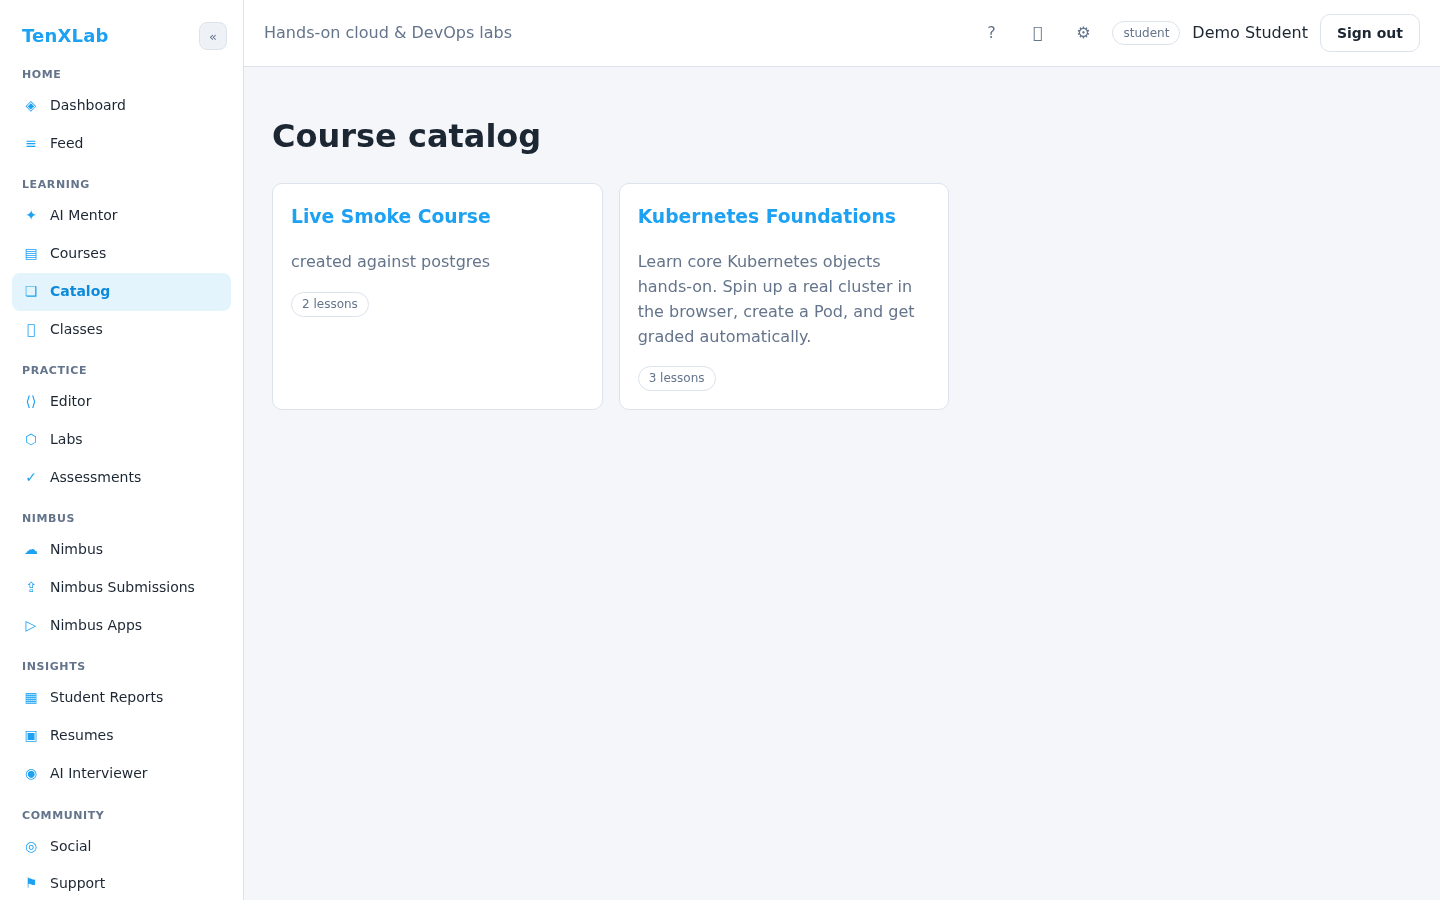 TenXLab
«
HOME
Dashboard
Feed
LEARNING
AI Mentor
Courses
Catalog
Classes
PRACTICE
Editor
Labs
Assessments
NIMBUS
Nimbus
Nimbus Submissions
Nimbus Apps
INSIGHTS
Student Reports
Resumes
AI Interviewer
COMMUNITY
Social
Support
Hands-on cloud & DevOps labs
?
student
Demo Student
Sign out
Course catalog
Live Smoke Course
created against postgres
2 lessons
Kubernetes Foundations
Learn core Kubernetes objects
hands-on. Spin up a real cluster in
the browser, create a Pod, and get
graded automatically.
3 lessons